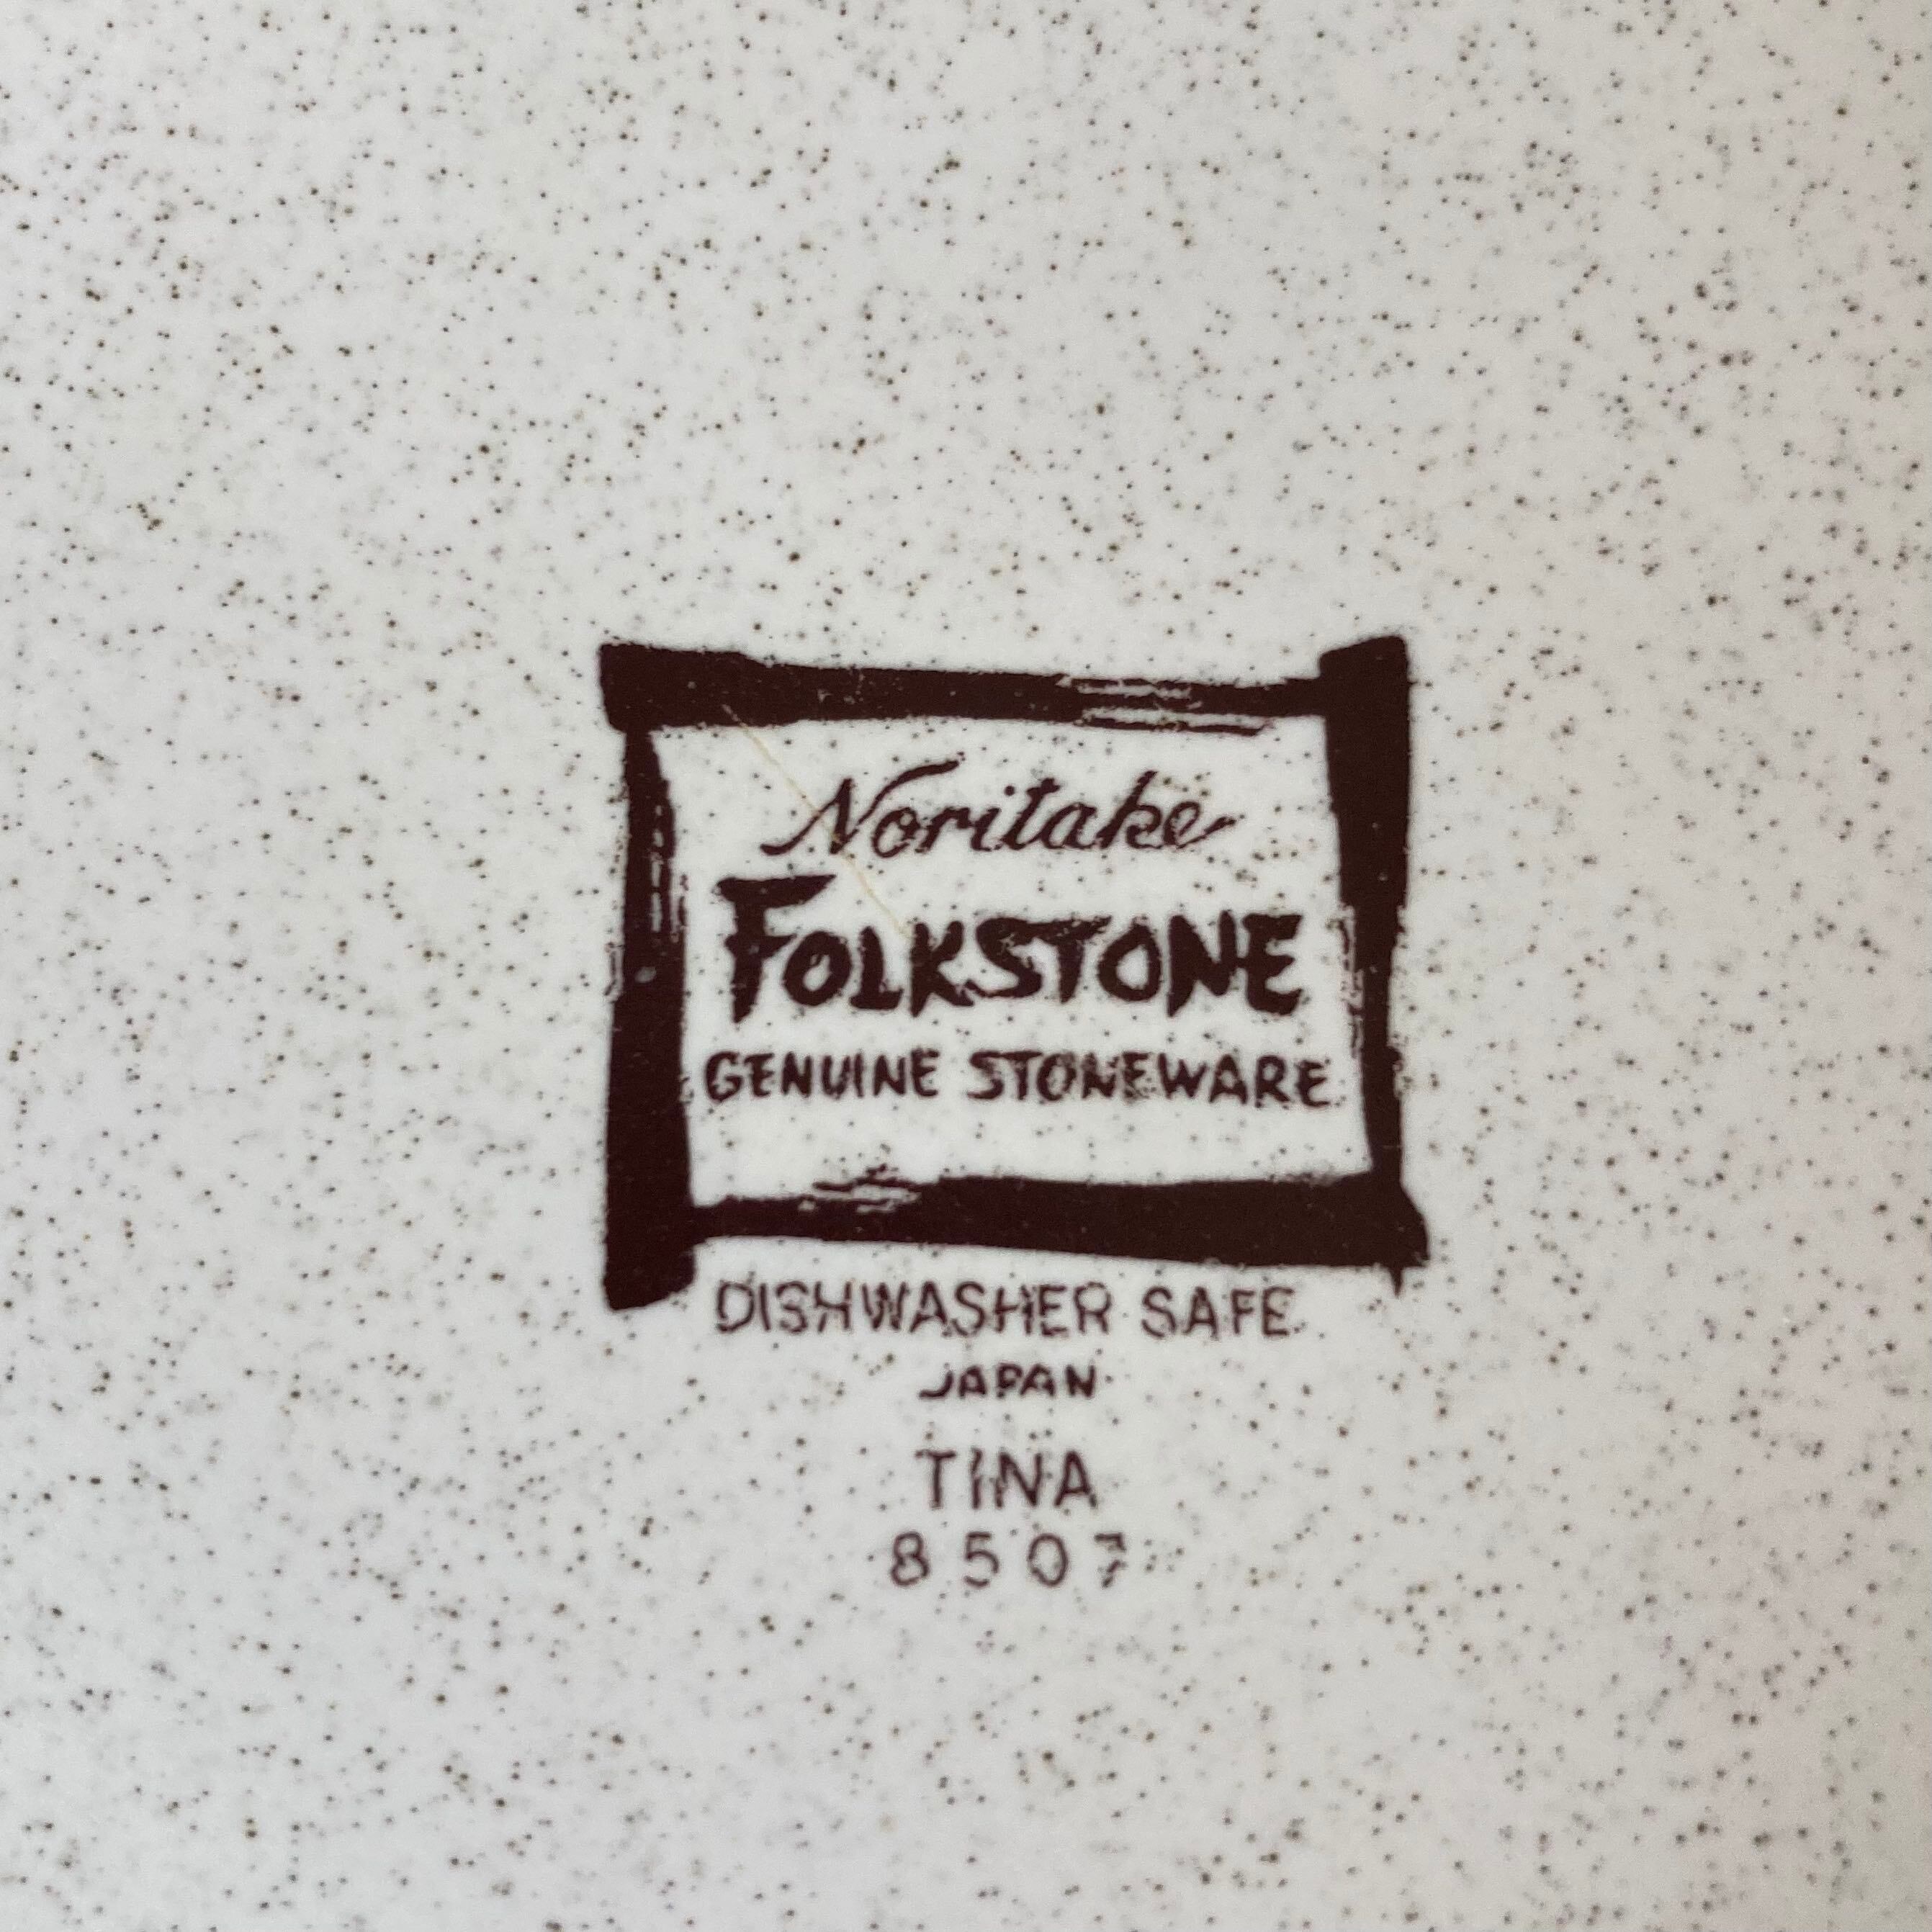 Noritake
FOLKSTONE
GENUINE STONEWARE
DISHWASHER SAFE
JAPAN
TINA
8507